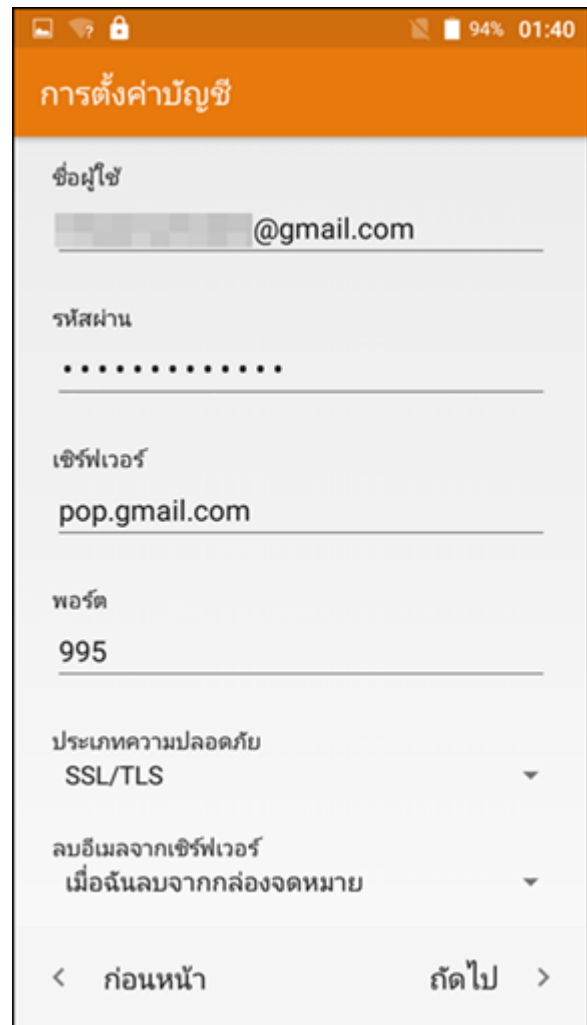 94% 01:40
การตั้งค่าบัญชี
ชื่อผู้ใช้
@gmail.com
รหัสผ่าน
•••••••••••••
เซิร์ฟเวอร์
pop.gmail.com
พอร์ต
995
ประเภทความปลอดภัย
SSL/TLS
ลบอีเมลจากเซิร์ฟเวอร์
เมื่อฉันลบจากกล่องจดหมาย
< ก่อนหน้า ถัดไป >